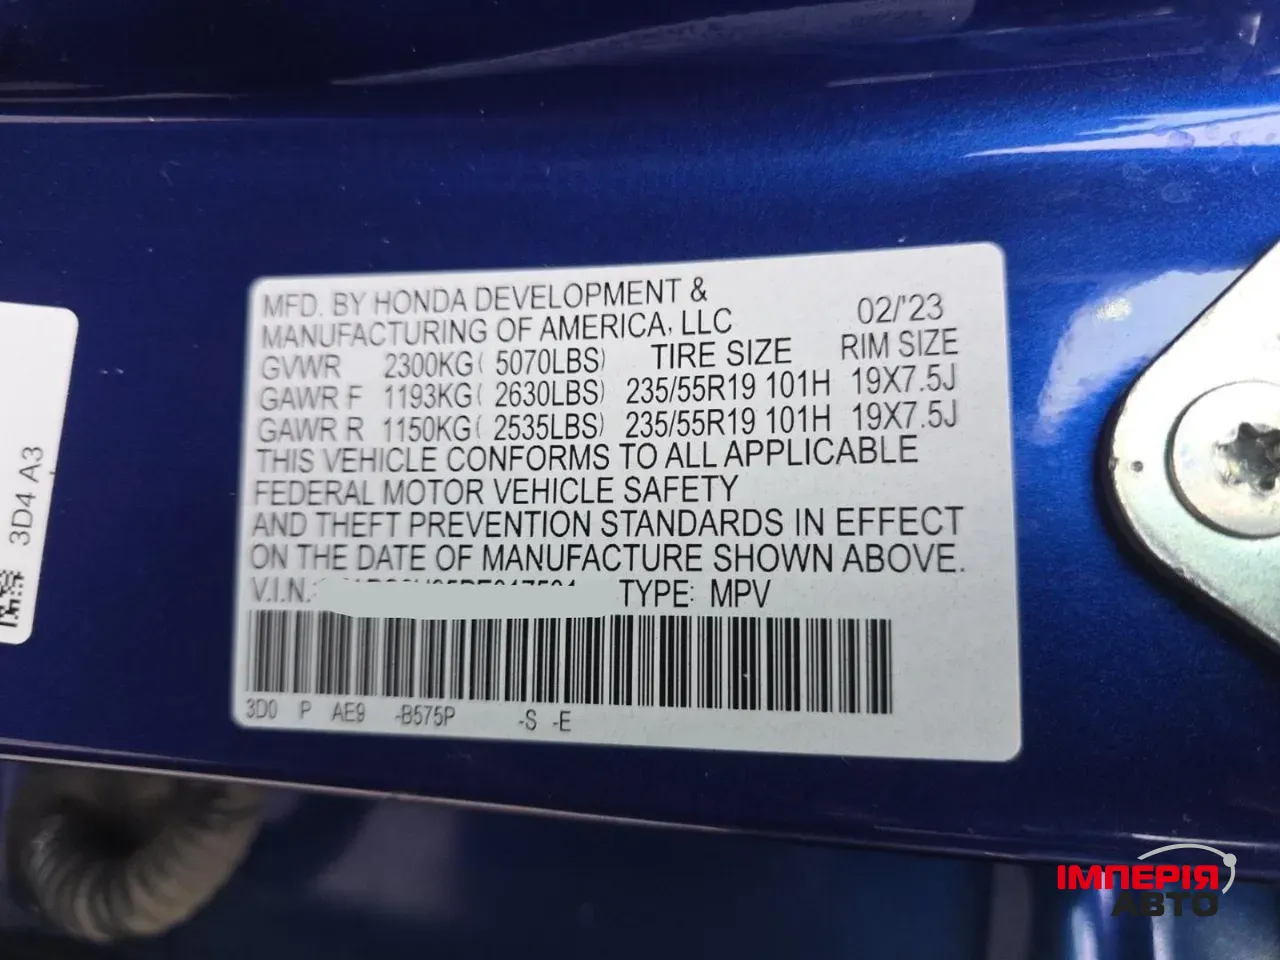 MFD. BY HONDA DEVELOPMENT &
MANUFACTURING OF AMERICA, LLC 02/'23
GVWR 2300KG( 5070LBS) TIRE SIZE RIM SIZE
GAWR F 1193KG( 2630LBS) 235/55R19 101H 19X7.5J
GAWR R 1150KG( 2535LBS) 235/55R19 101H 19X7.5J
THIS VEHICLE CONFORMS TO ALL APPLICABLE
FEDERAL MOTOR VEHICLE SAFETY
AND THEFT PREVENTION STANDARDS IN EFFECT
ON THE DATE OF MANUFACTURE SHOWN ABOVE.
V.I.N.: TYPE: MPV
3D0 P AE9 -B575P -S -E
3D4 A3
ІМПЕРІЯ
АВТО